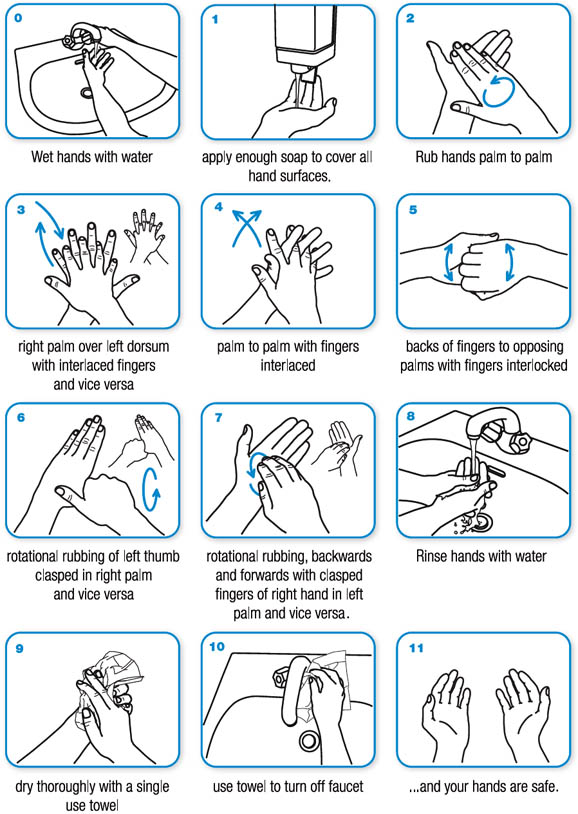 0
Wet hands with water
1
apply enough soap to cover all
hand surfaces.
2
Rub hands palm to palm
3
right palm over left dorsum
with interlaced fingers
and vice versa
4
palm to palm with fingers
interlaced
5
backs of fingers to opposing
palms with fingers interlocked
6
rotational rubbing of left thumb
clasped in right palm
and vice versa
7
rotational rubbing, backwards
and forwards with clasped
fingers of right hand in left
palm and vice versa.
8
Rinse hands with water
9
dry thoroughly with a single
use towel
10
use towel to turn off faucet
11
...and your hands are safe.